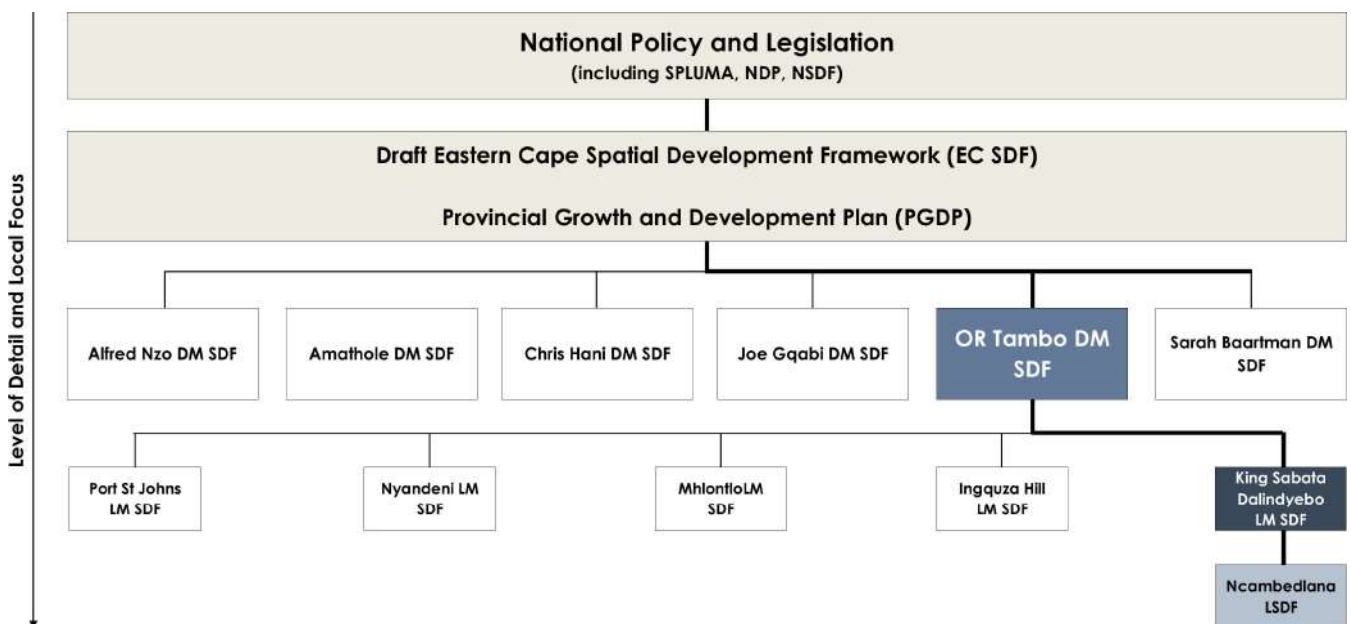 National Policy and Legislation
(including SPLUMA, NDP, NSDF)
Draft Eastern Cape Spatial Development Framework (EC SDF)
Provincial Growth and Development Plan (PGDP)
Level of Detail and Local Focus
Alfred Nzo DM SDF
Amathole DM SDF
Chris Hani DM SDF
Joe Gqabi DM SDF
OR Tambo DM
SDF
Sarah Baartman DM
SDF
Port St Johns
LM SDF
Nyandeni LM
SDF
MhlontloLM
SDF
Ingquza Hill
LM SDF
King Sabata
Dalindyebo
LM SDF
Ncambedlana
LSDF